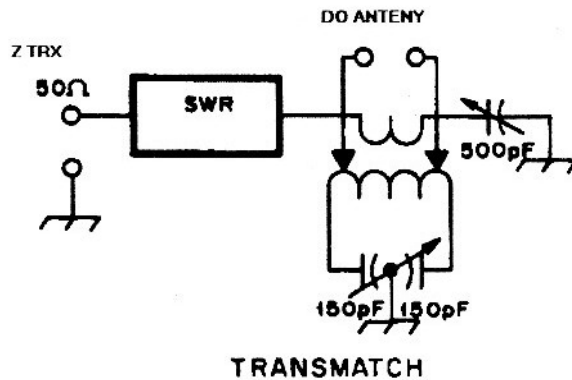 DO ANTENY
Z TRX
50Ω
SWR
500pF
150pF 150pF
TRANSMATCH